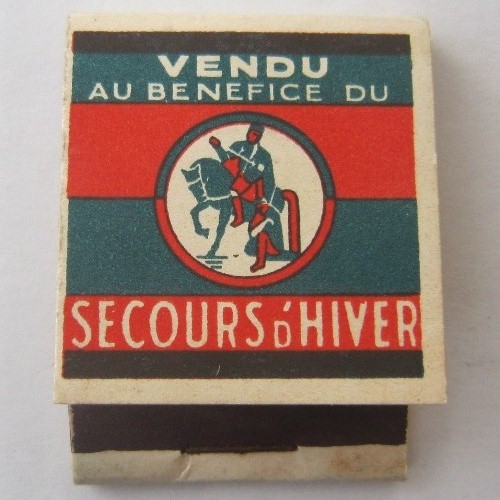 VENDU
AU BENEFICE DU
SECOURS D'HIVER